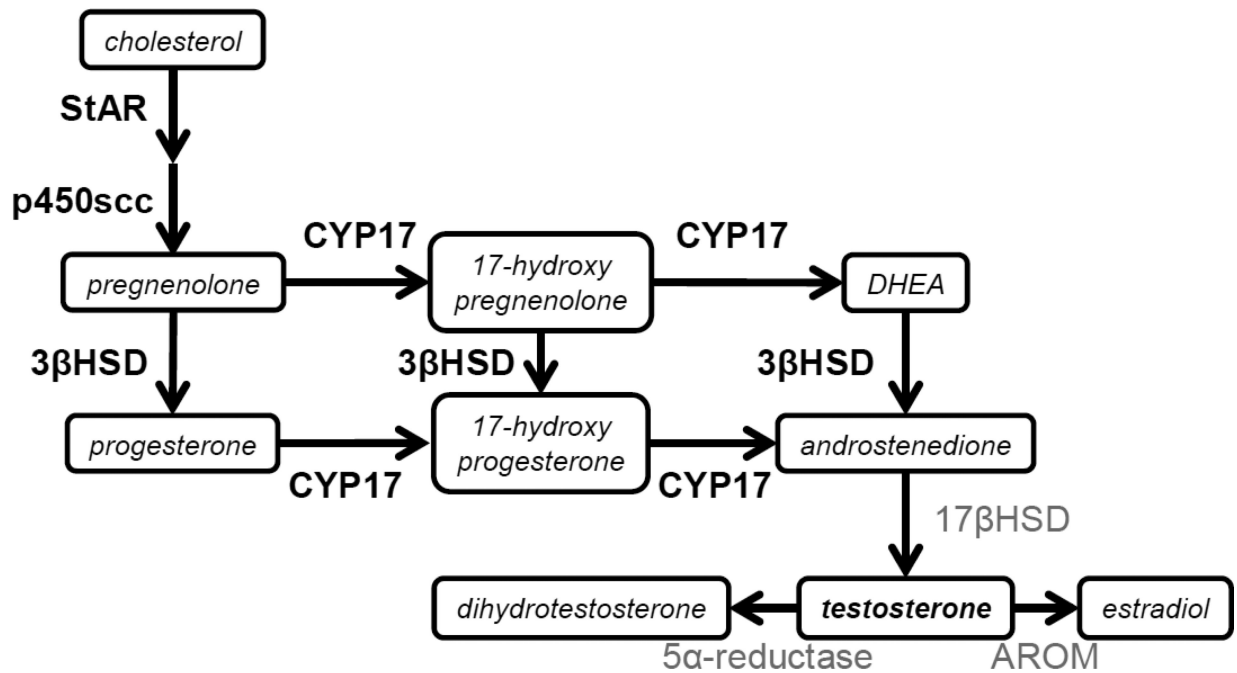 cholesterol
StAR
p450scc
CYP17
CYP17
pregnenolone
17-hydroxy
pregnenolone
DHEA
3βHSD
3βHSD
3βHSD
progesterone
17-hydroxy
progesterone
androstenedione
CYP17
CYP17
17βHSD
dihydrotestosterone
testosterone
estradiol
5α-reductase
AROM